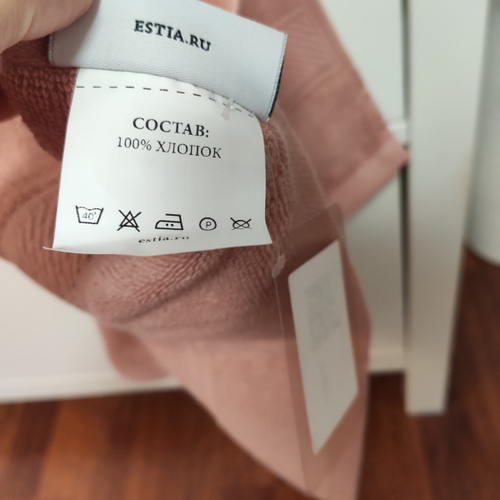 ESTIA.RU
СОСТАВ:
100% ХЛОПОК
40°
P
estia.ru